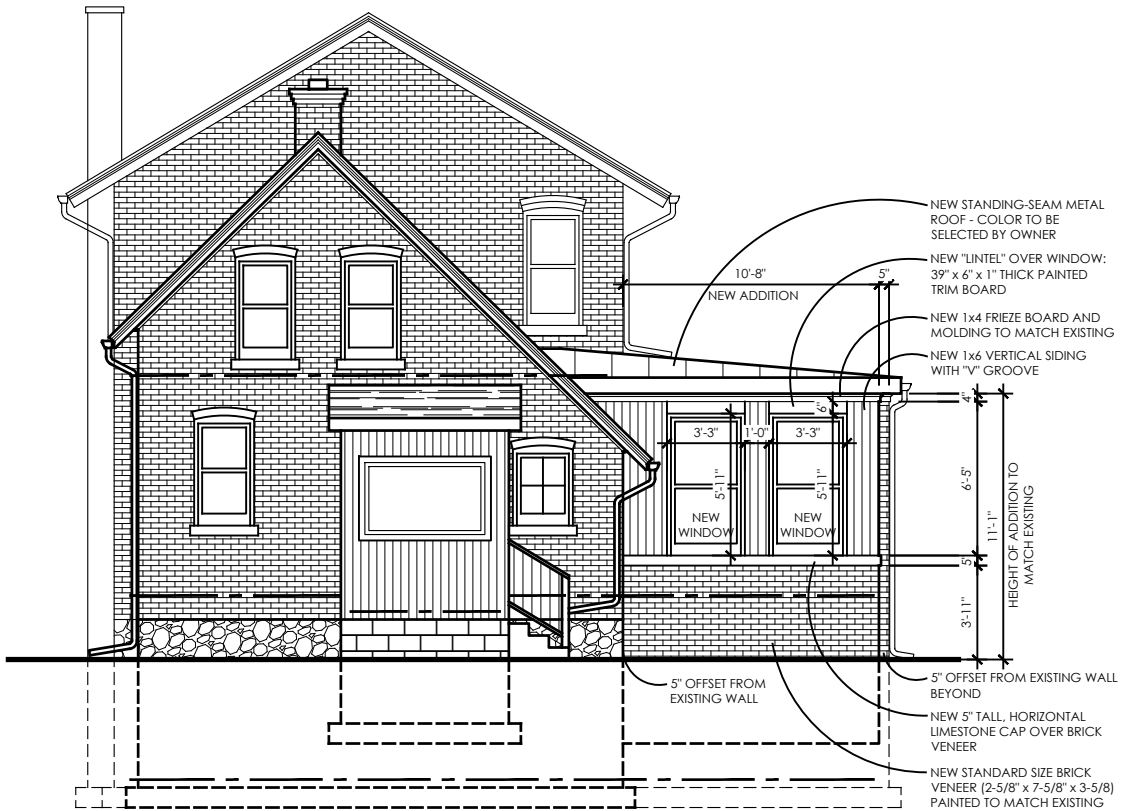 NEW STANDING-SEAM METAL
ROOF - COLOR TO BE
SELECTED BY OWNER
10'-8"
5"
NEW ADDITION
NEW "LINTEL" OVER WINDOW:
39" x 6" x 1" THICK PAINTED
TRIM BOARD
NEW 1x4 FRIEZE BOARD AND
MOLDING TO MATCH EXISTING
NEW 1x6 VERTICAL SIDING
WITH "V" GROOVE
4"
6"
3'-3"
1'-0"
3'-3"
5'-11"
5'-11"
NEW
WINDOW
NEW
WINDOW
6'-5"
11'-1"
HEIGHT OF ADDITION TO
MATCH EXISTING
5"
3'-11"
5" OFFSET FROM
EXISTING WALL
5" OFFSET FROM EXISTING WALL
BEYOND
NEW 5" TALL, HORIZONTAL
LIMESTONE CAP OVER BRICK
VENEER
NEW STANDARD SIZE BRICK
VENEER (2-5/8" x 7-5/8" x 3-5/8)
PAINTED TO MATCH EXISTING